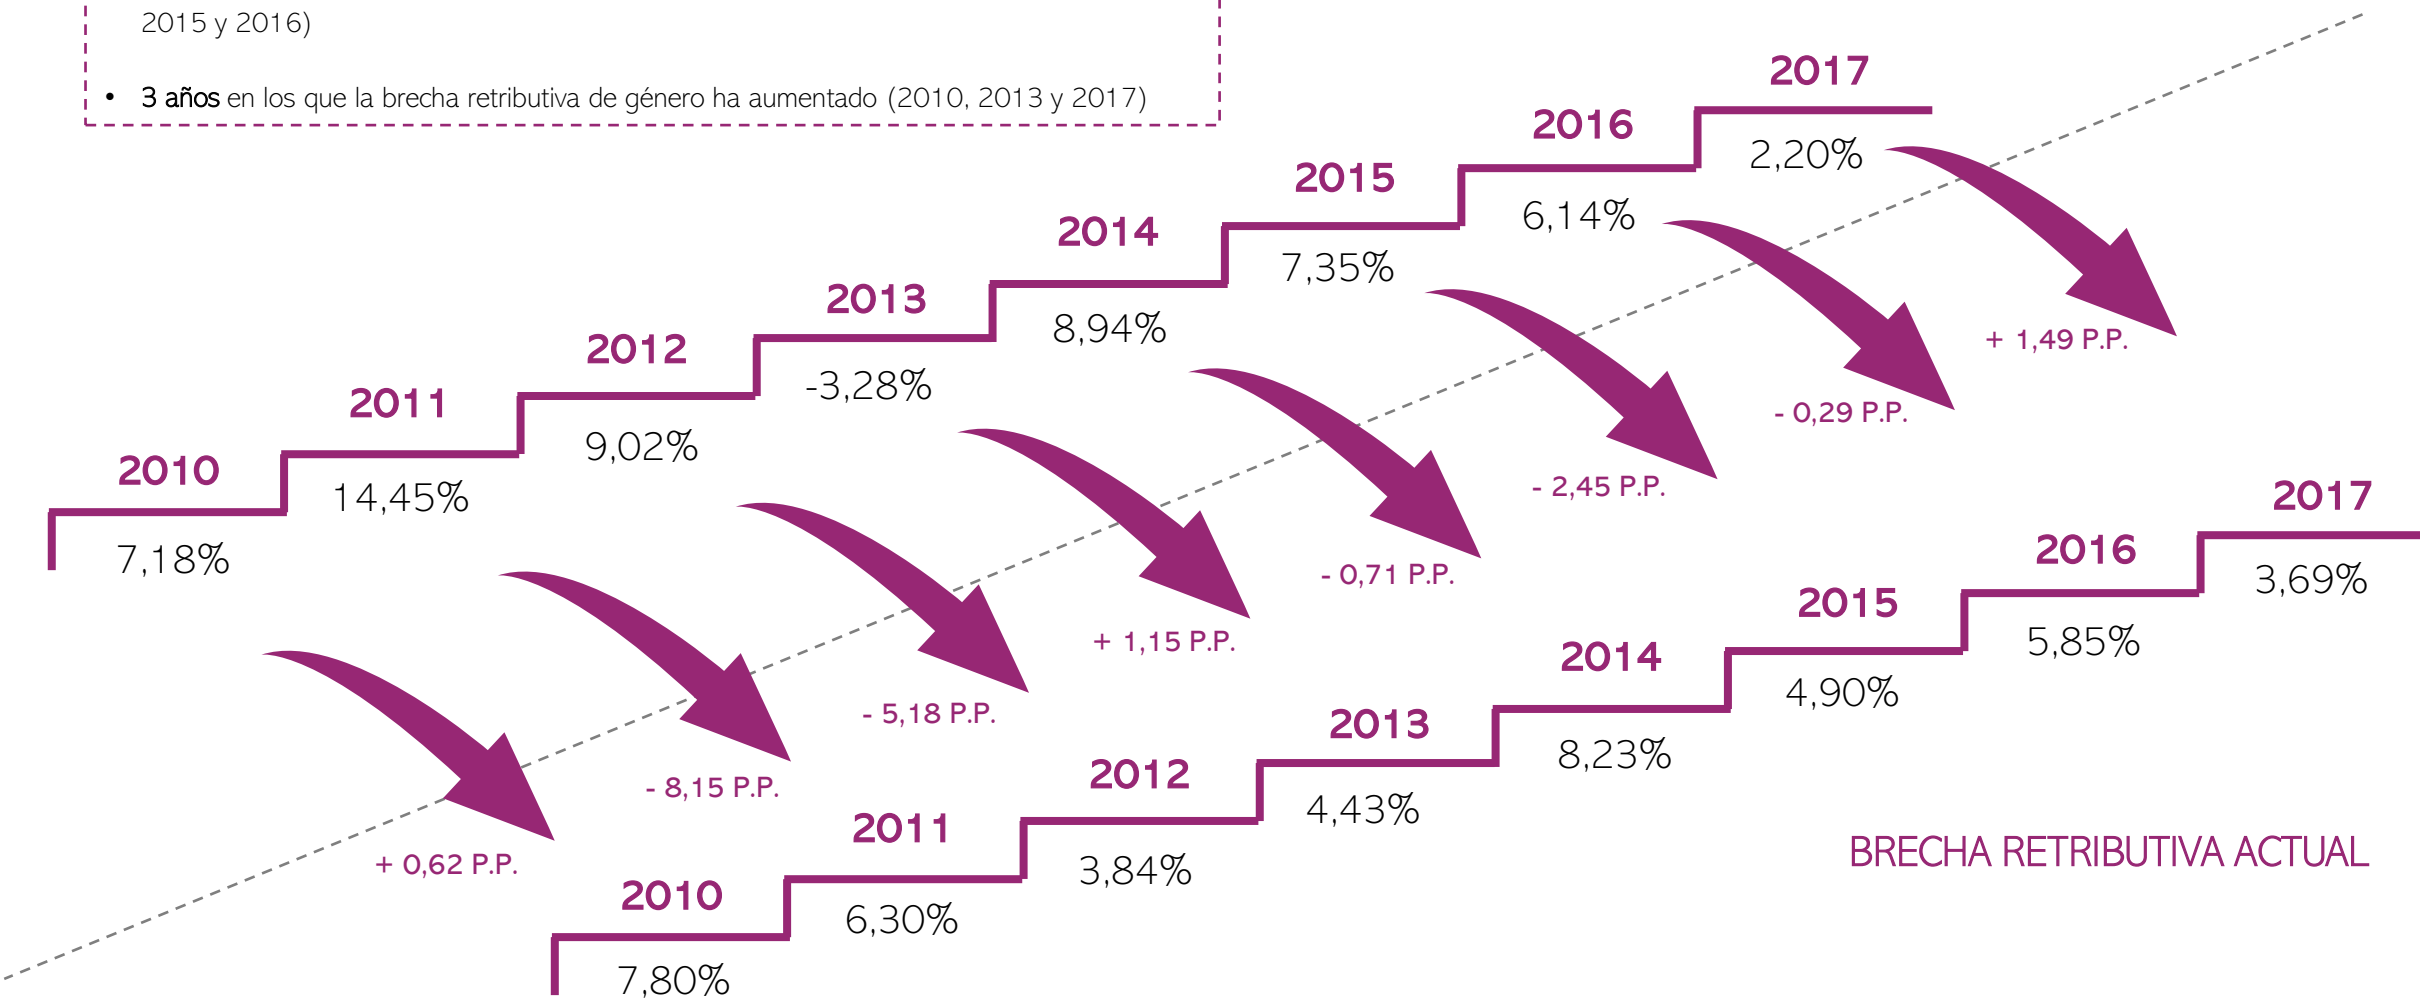 2015 y 2016)
• 3 años en los que la brecha retributiva de género ha aumentado (2010, 2013 y 2017)
2017
2,20%
2016
6,14%
2015
7,35%
2014
8,94%
2013
-3,28%
2012
9,02%
2011
14,45%
2010
7,18%
+ 1,49 P.P.
- 0,29 P.P.
- 2,45 P.P.
- 0,71 P.P.
+ 1,15 P.P.
- 5,18 P.P.
- 8,15 P.P.
+ 0,62 P.P.
2017
3,69%
2016
5,85%
2015
4,90%
2014
8,23%
2013
4,43%
2012
3,84%
2011
6,30%
2010
7,80%
BRECHA RETRIBUTIVA ACTUAL